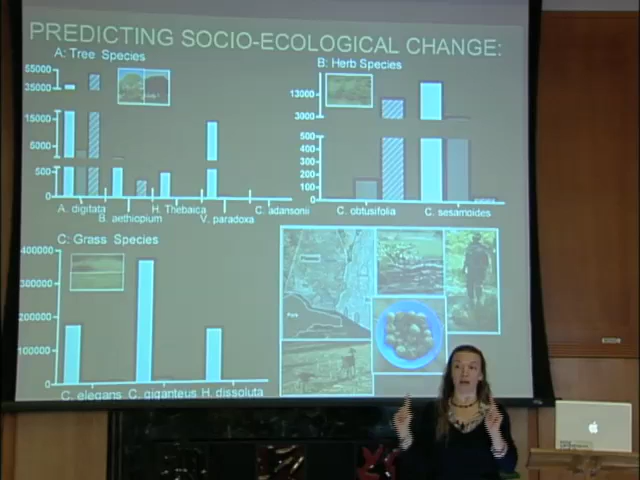 PREDICTING SOCIO-ECOLOGICAL CHANGE:
A: Tree Species
55000
35000
15000
5000
500
0
A. digitata
B. aethiopium
H. Thebaica
V. paradoxa
C. adansonii
B: Herb Species
13000
3000
500
400
300
200
100
0
C. obtusifolia
C. sesamoides
C: Grass Species
400000
300000
200000
100000
0
C. elegans
C. giganteus
H. dissoluta